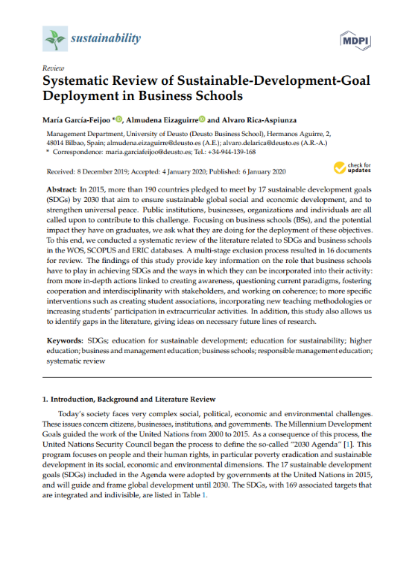 sustainability
MDPI
Review
Systematic Review of Sustainable-Development-Goal
Deployment in Business Schools
María García-Feijoo *, Almudena Eizaguirre and Alvaro Rica-Aspiunza
Management Department, University of Deusto (Deusto Business School), Hermanos Aguirre, 2,
48014 Bilbao, Spain; almudena.eizaguirre@deusto.es (A.E.); alvaro.delarica@deusto.es (A.R.-A.)
* Correspondence: maria.garciafeijoo@deusto.es; Tel.: +34-944-139-168
Received: 8 December 2019; Accepted: 4 January 2020; Published: 6 January 2020
check for
updates
Abstract: In 2015, more than 190 countries pledged to meet by 17 sustainable development goals
(SDGs) by 2030 that aim to ensure sustainable global social and economic development, and to
strengthen universal peace. Public institutions, businesses, organizations and individuals are all
called upon to contribute to this challenge. Focusing on business schools (BSs), and the potential
impact they have on graduates, we ask what they are doing for the deployment of these objectives.
To this end, we conducted a systematic review of the literature related to SDGs and business schools
in the WOS, SCOPUS and ERIC databases. A multi-stage exclusion process resulted in 16 documents
for review. The findings of this study provide key information on the role that business schools
have to play in achieving SDGs and the ways in which they can be incorporated into their activity:
from more in-depth actions linked to creating awareness, questioning current paradigms, fostering
cooperation and interdisciplinarity with stakeholders, and working on coherence; to more specific
interventions such as creating student associations, incorporating new teaching methodologies or
increasing students' participation in extracurricular activities. In addition, this study also allows us
to identify gaps in the literature, giving ideas on necessary future lines of research.
Keywords: SDGs; education for sustainable development; education for sustainability; higher
education; business and management education; business schools; responsible management education;
systematic review
1. Introduction, Background and Literature Review
Today's society faces very complex social, political, economic and environmental challenges.
These issues concern citizens, businesses, institutions, and governments. The Millennium Development
Goals guided the work of the United Nations from 2000 to 2015. As a consequence of this process, the
United Nations Security Council began the process to define the so-called "2030 Agenda" [1]. This
program focuses on people and their human rights, in particular poverty eradication and sustainable
development in its social, economic and environmental dimensions. The 17 sustainable development
goals (SDGs) included in the Agenda were adopted by governments at the United Nations in 2015,
and will guide and frame global development until 2030. The SDGs, with 169 associated targets that
are integrated and indivisible, are listed in Table 1.